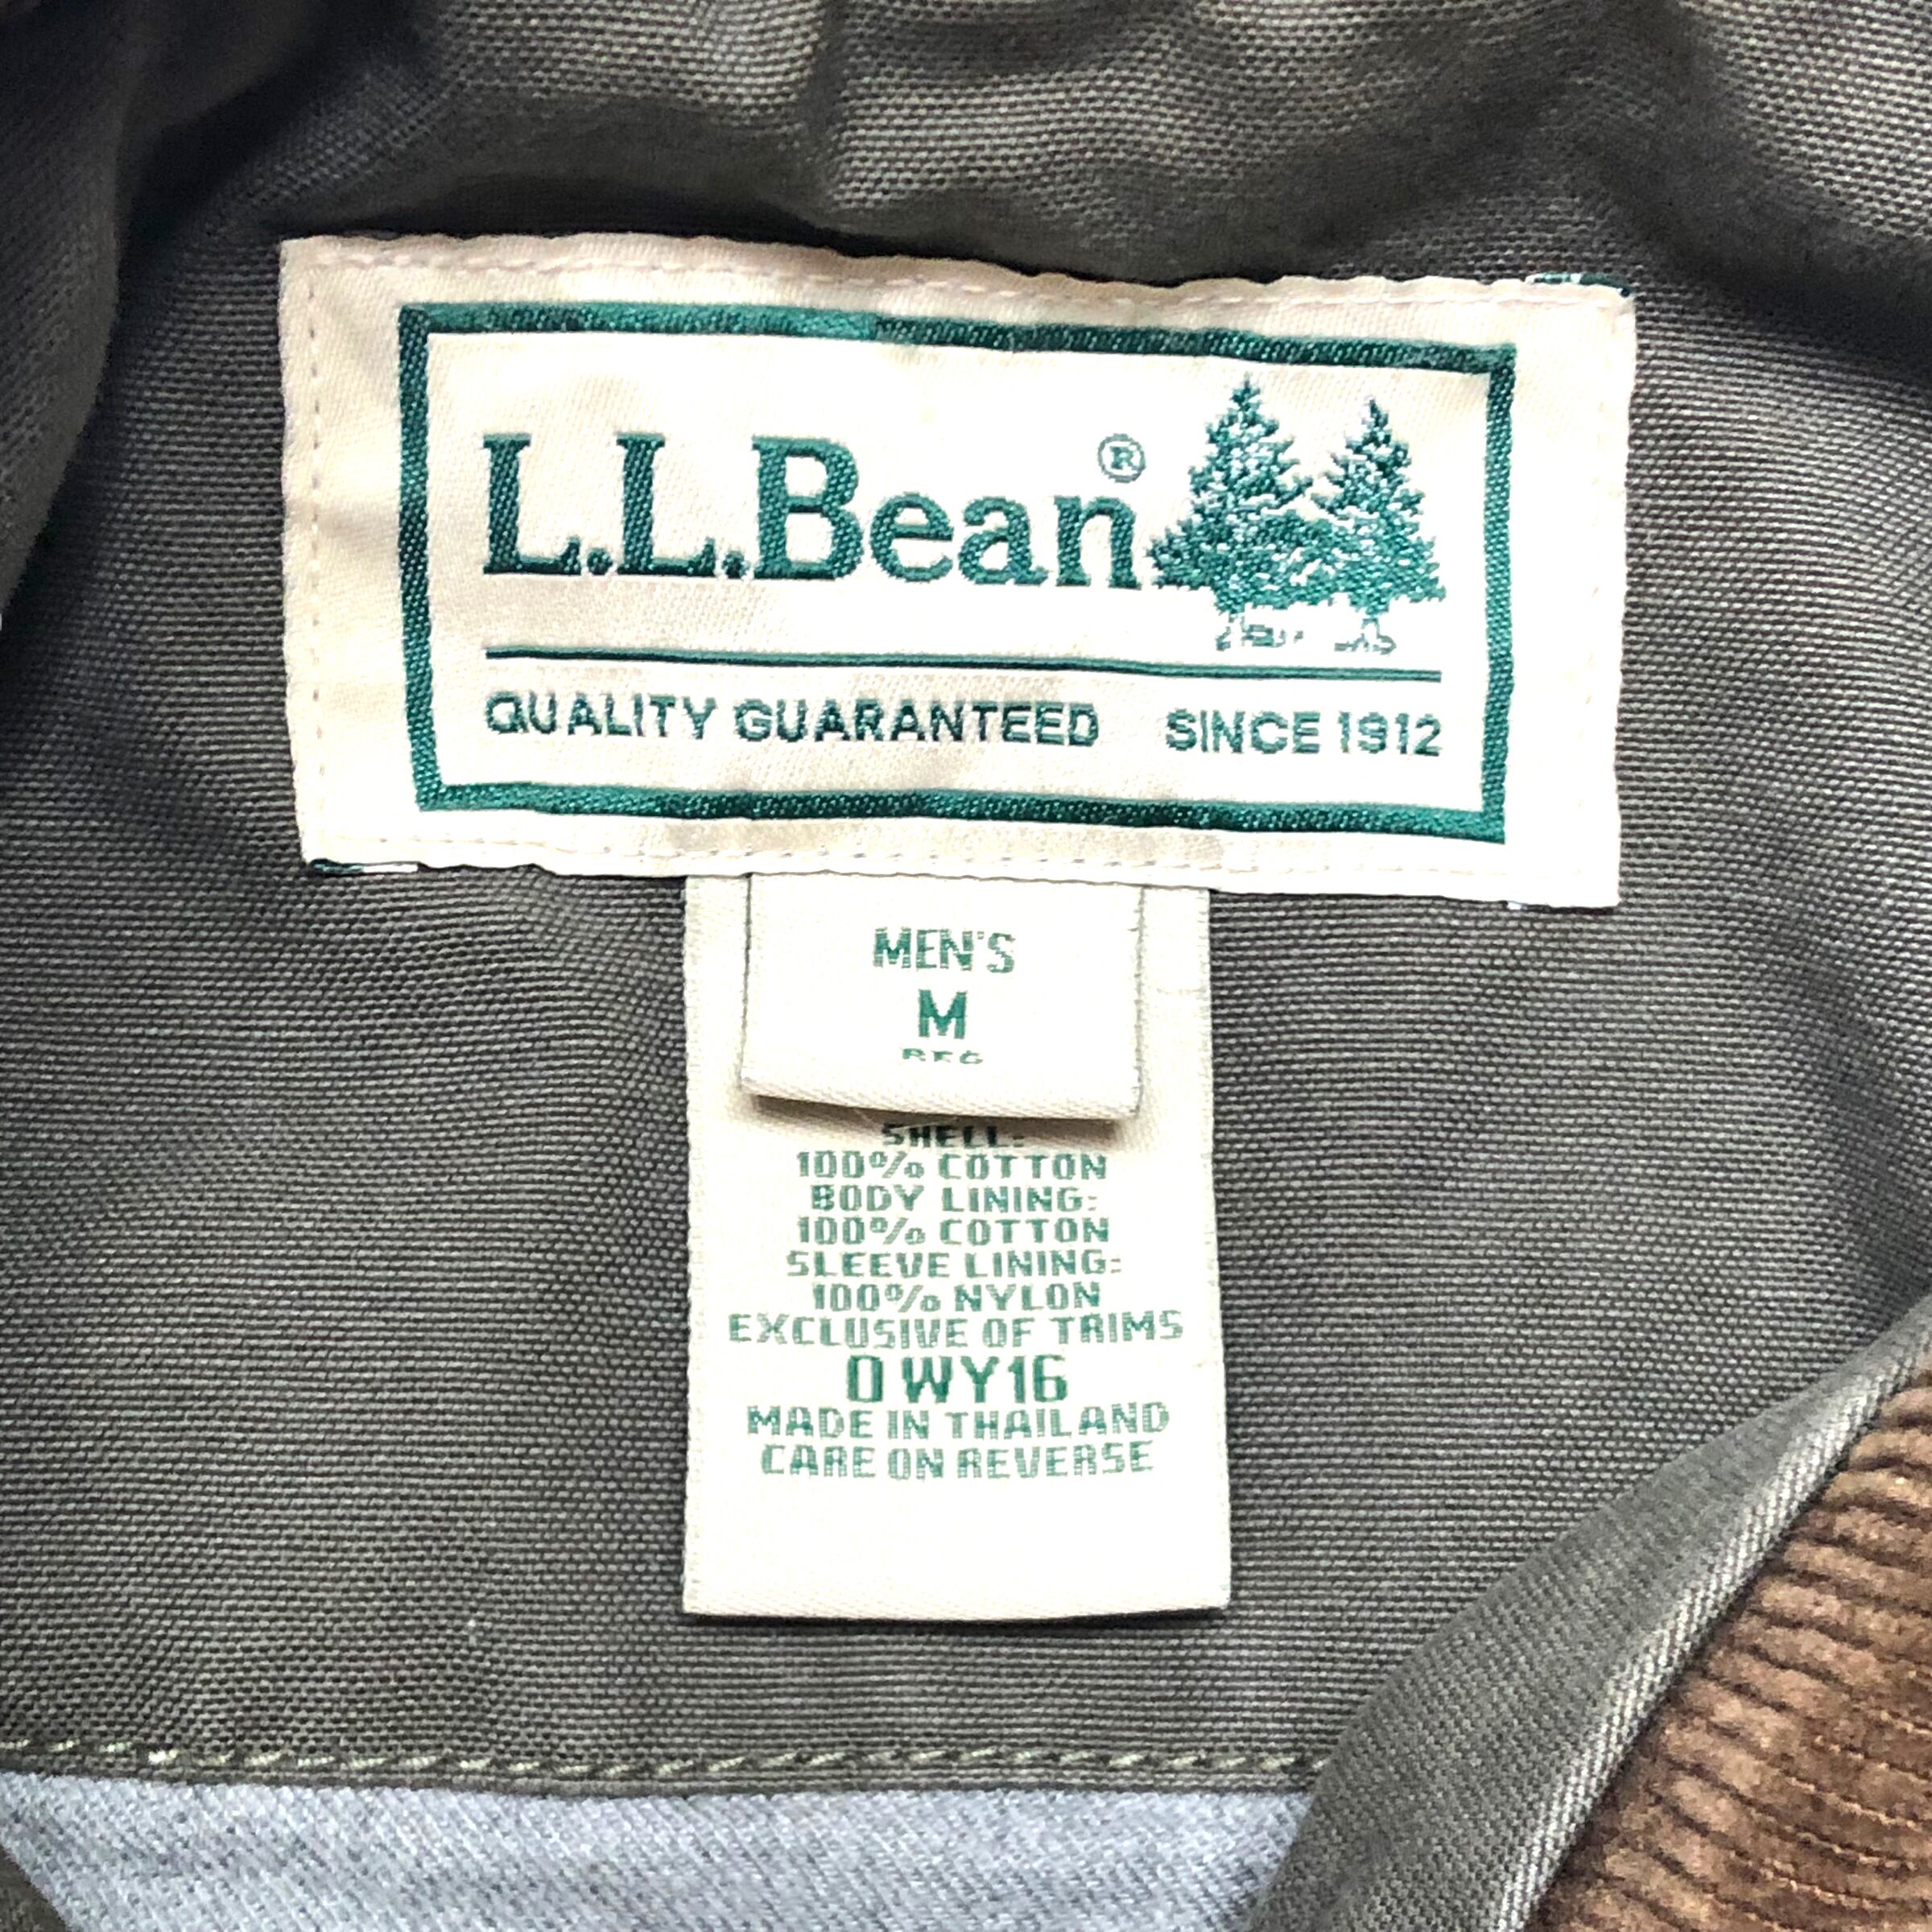 L.L.Bean®
QUALITY GUARANTEED SINCE 1912
MEN'S
M
REG
SHELL:
100% COTTON
BODY LINING:
100% COTTON
SLEEVE LINING:
100% NYLON
EXCLUSIVE OF TRIMS
0 WY16
MADE IN THAILAND
CARE ON REVERSE